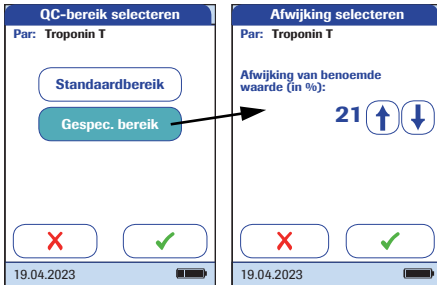 QC-bereik selecteren
Par: Troponin T
Standaardbereik
Gespec. bereik
19.04.2023
Afwijking selecteren
Par: Troponin T
Afwijking van benoemde
waarde (in %):
21
19.04.2023